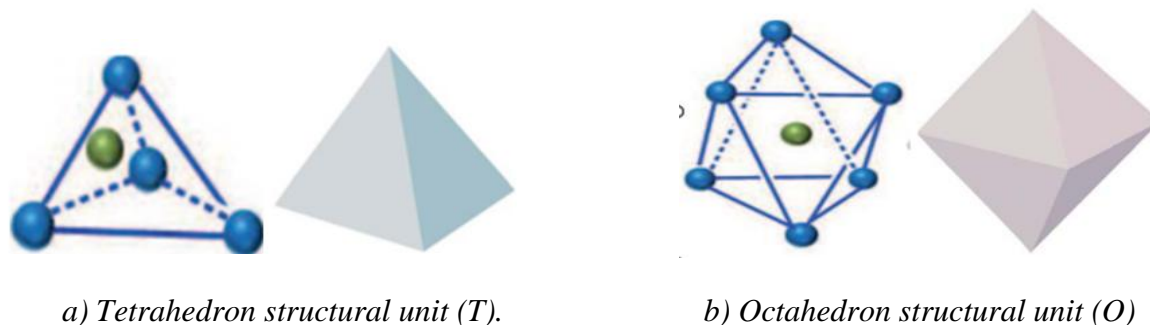 a) Tetrahedron structural unit (T).
b) Octahedron structural unit (O)